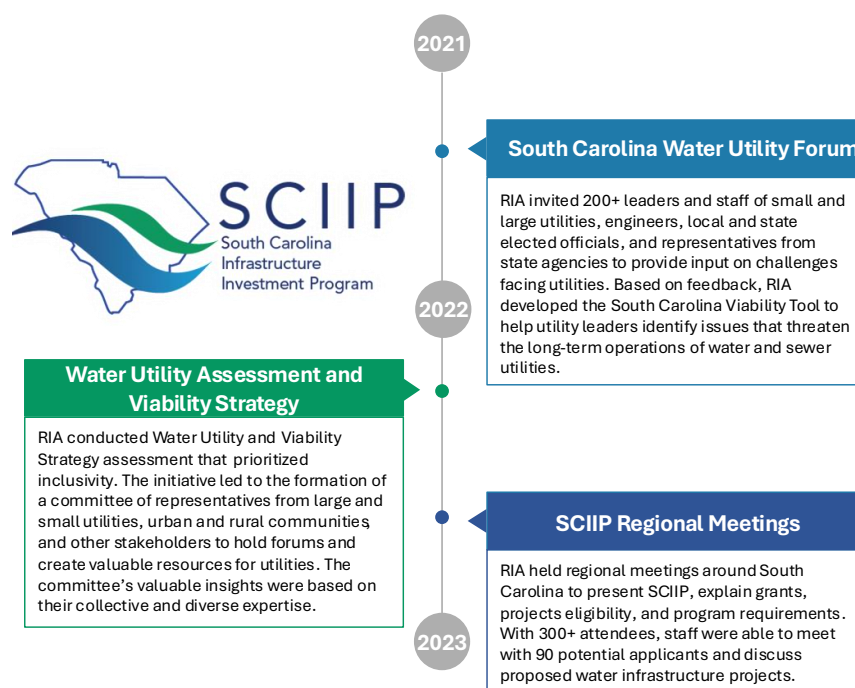 2021
South Carolina Water Utility Forum
RIA invited 200+ leaders and staff of small and
large utilities, engineers, local and state
elected officials, and representatives from
state agencies to provide input on challenges
facing utilities. Based on feedback, RIA
developed the South Carolina Viability Tool to
help utility leaders identify issues that threaten
the long-term operations of water and sewer
utilities.
SCIIP
South Carolina
Infrastructure
Investment Program
2022
Water Utility Assessment and
Viability Strategy
RIA conducted Water Utility and Viability
Strategy assessment that prioritized
inclusivity. The initiative led to the formation of
a committee of representatives from large and
small utilities, urban and rural communities,
and other stakeholders to hold forums and
create valuable resources for utilities. The
committee's valuable insights were based on
their collective and diverse expertise.
SCIIP Regional Meetings
RIA held regional meetings around South
Carolina to present SCIIP, explain grants,
projects eligibility, and program requirements.
With 300+ attendees, staff were able to meet
with 90 potential applicants and discuss
proposed water infrastructure projects.
2023